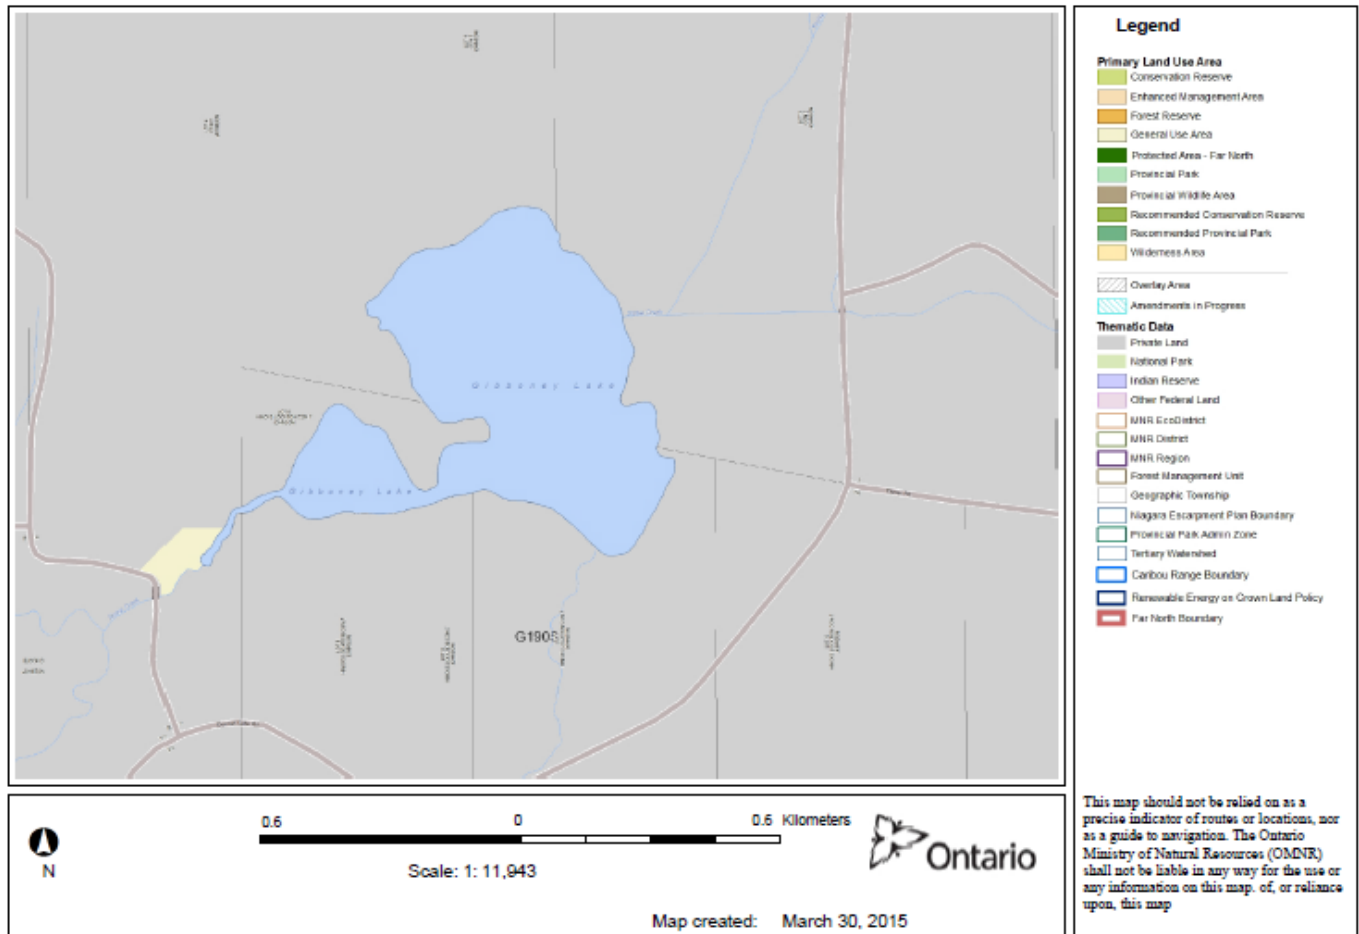 Gibboney Lake
Gibboney Lake
G1902
0.6
0
0.6 Kilometers
N
Scale: 1: 11,943
Ontario
Map created: March 30, 2015
Legend
Primary Land Use Area
Conservation Reserve
Enhanced Management Area
Forest Reserve
General Use Area
Protected Area - Far North
Provincial Park
Provincial Wildlife Area
Recommended Conservation Reserve
Recommended Provincial Park
Wilderness Area
Overlay Area
Amendments in Progress
Thematic Data
Private Land
National Park
Indian Reserve
Other Federal Land
MNR EcoDistrict
MNR District
MNR Region
Forest Management Unit
Geographic Township
Niagara Escarpment Plan Boundary
Provincial Park Admin Zone
Tertiary Watershed
Caribou Range Boundary
Renewable Energy on Crown Land Policy
Far North Boundary
This map should not be relied on as a
precise indicator of routes or locations, nor
as a guide to navigation. The Ontario
Ministry of Natural Resources (OMNR)
shall not be liable in any way for the use or
any information on this map. of, or reliance
upon, this map